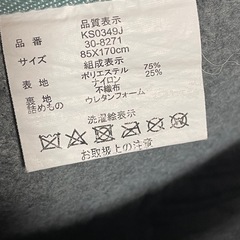 品質表示
品番 KS0349J
30-8271
サイズ 85X170cm
組成表示
表地 ポリエステル 75%
ナイロン 25%
裏地 不織布
詰めもの ウレタンフォーム
洗濯絵表示
お取扱上のご注意